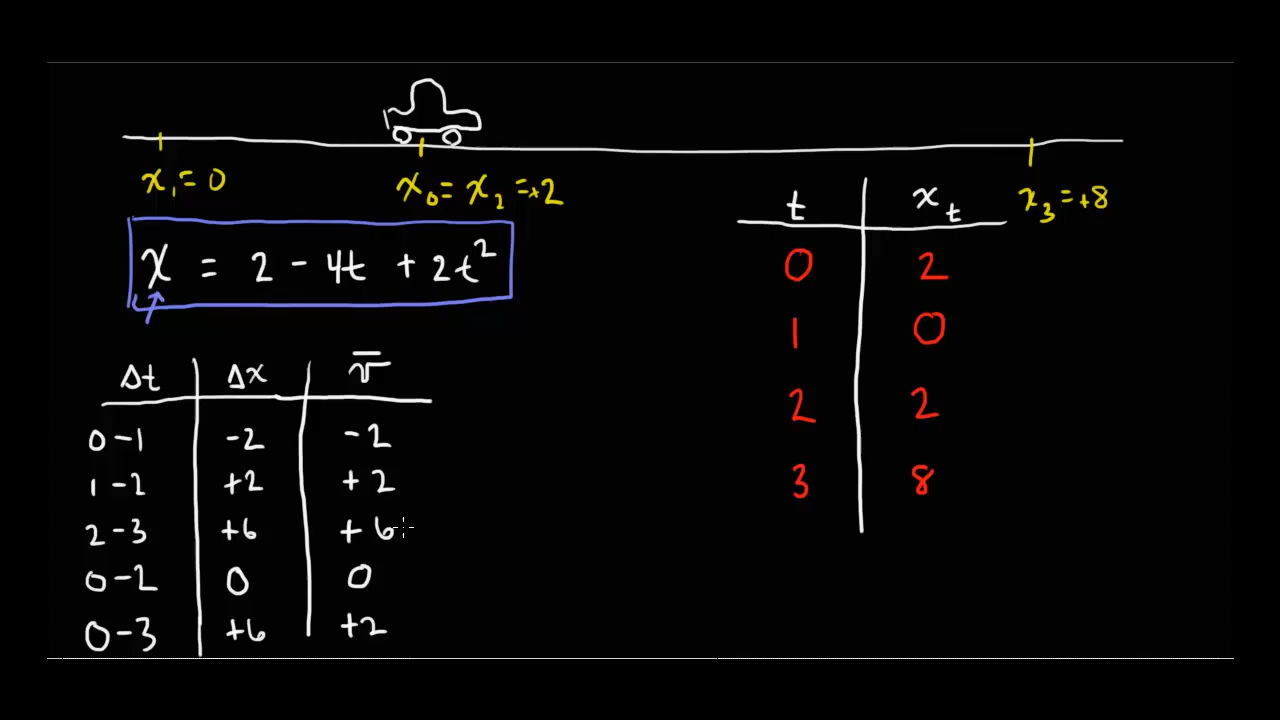 x₁ = 0
x₀ = x₂ = +2
x₃ = +8
x = 2 - 4t + 2t²
t x_t
0 2
1 0
2 2
3 8
Δt Δx v̅
0-1 -2 -2
1-2 +2 +2
2-3 +6 +6
0-2 0 0
0-3 +6 +2